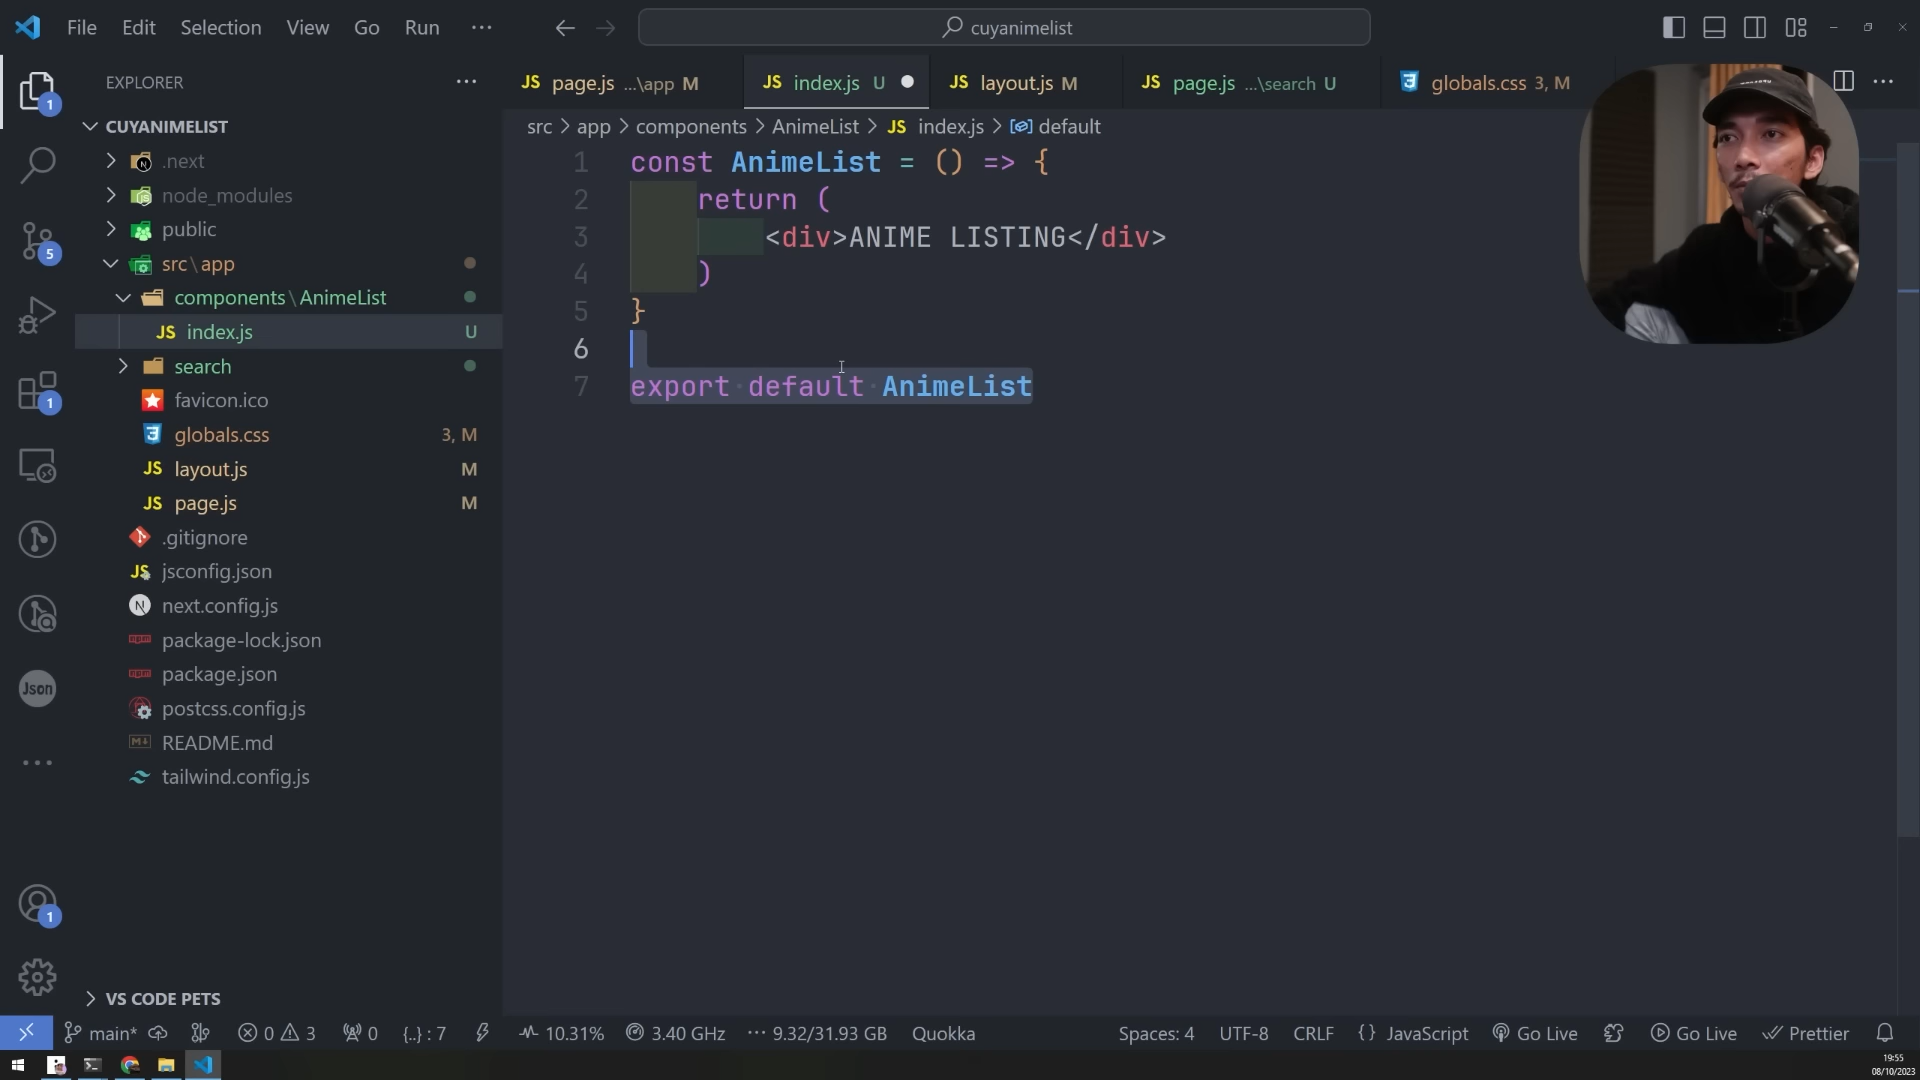 File Edit Selection View Go Run ···
cuyanimelist
EXPLORER ···
JS page.js ...\app M
JS index.js U
JS layout.js M
JS page.js ...\search U
globals.css 3, M
src > app > components > AnimeList > JS index.js > default
CUYANIMELIST
.next
node_modules
public
src\app
components\AnimeList
JS index.js U
search
favicon.ico
globals.css 3, M
JS layout.js M
JS page.js M
.gitignore
JS jsconfig.json
N next.config.js
package-lock.json
package.json
postcss.config.js
README.md
tailwind.config.js
VS CODE PETS
1
5
1
Json
1
1 const AnimeList = () => {
2 return (
3 <div>ANIME LISTING</div>
4 )
5 }
6
7 export default AnimeList
main* 0 3 0 {..} : 7 10.31% 3.40 GHz ··· 9.32/31.93 GB Quokka Spaces: 4 UTF-8 CRLF {} JavaScript Go Live Go Live Prettier
19:55
08/10/2023